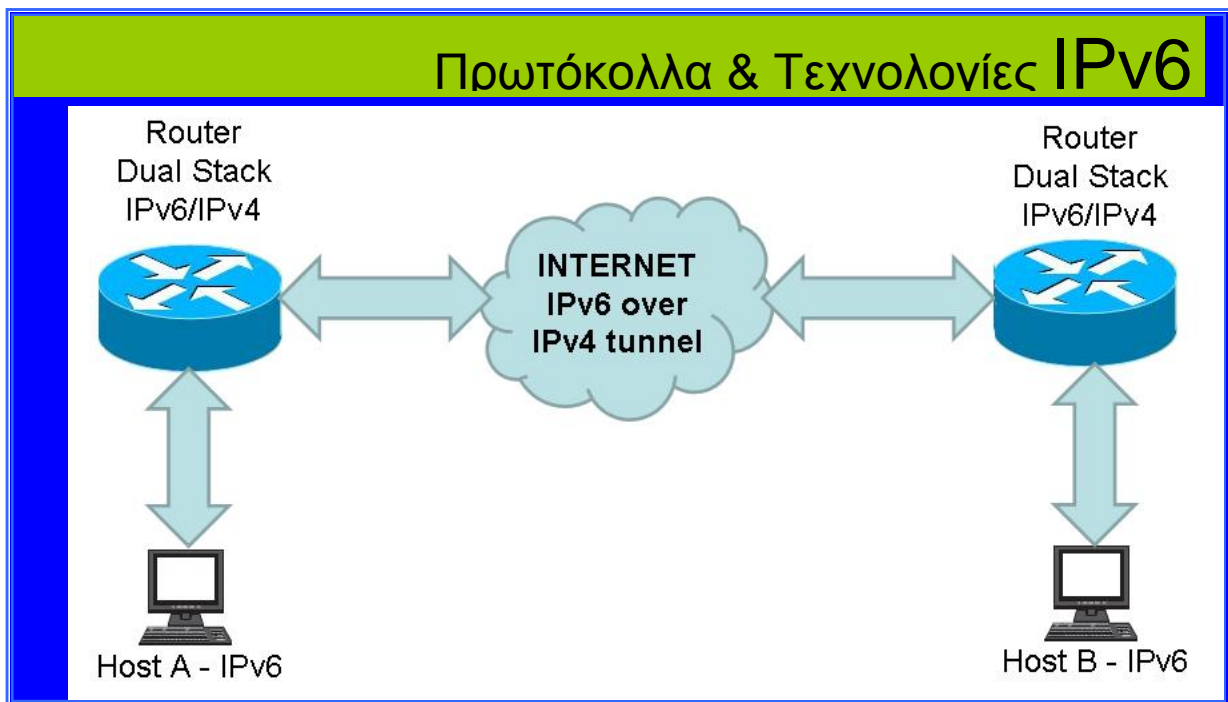 Πρωτόκολλα & Τεχνολογίες IPv6
Router
Dual Stack
IPv6/IPv4
Router
Dual Stack
IPv6/IPv4
INTERNET
IPv6 over
IPv4 tunnel
Host A - IPv6
Host B - IPv6